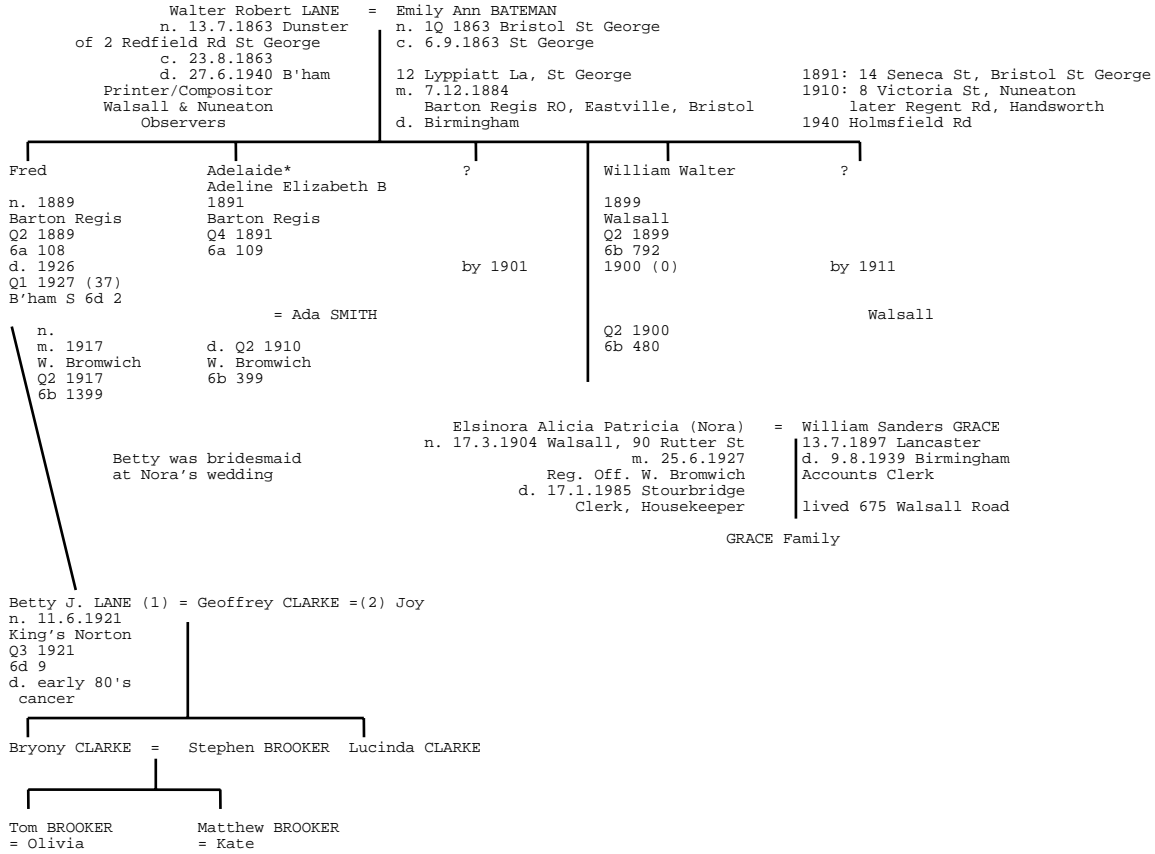 Walter Robert LANE = Emily Ann BATEMAN
n. 13.7.1863 Dunster n. 1Q 1863 Bristol St George
of 2 Redfield Rd St George c. 6.9.1863 St George
c. 23.8.1863
d. 27.6.1940 B'ham 12 Lyppiatt La, St George 1891: 14 Seneca St, Bristol St George
Printer/Compositor m. 7.12.1884 1910: 8 Victoria St, Nuneaton
Walsall & Nuneaton Barton Regis RO, Eastville, Bristol later Regent Rd, Handsworth
Observers d. Birmingham 1940 Holmsfield Rd
Fred Adelaide* ? William Walter ?
Adeline Elizabeth B
n. 1889 1891 1899
Barton Regis Barton Regis Walsall
Q2 1889 Q4 1891 Q2 1899
6a 108 6a 109 6b 792
d. 1926 by 1901 1900 (0) by 1911
Q1 1927 (37)
B’ham S 6d 2
= Ada SMITH Walsall
n. Q2 1900
m. 1917 d. Q2 1910 6b 480
W. Bromwich W. Bromwich
Q2 1917 6b 399
6b 1399
Elsinora Alicia Patricia (Nora) = William Sanders GRACE
n. 17.3.1904 Walsall, 90 Rutter St 13.7.1897 Lancaster
Betty was bridesmaid m. 25.6.1927 d. 9.8.1939 Birmingham
at Nora’s wedding Reg. Off. W. Bromwich Accounts Clerk
d. 17.1.1985 Stourbridge
Clerk, Housekeeper lived 675 Walsall Road
GRACE Family
Betty J. LANE (1) = Geoffrey CLARKE =(2) Joy
n. 11.6.1921
King’s Norton
Q3 1921
6d 9
d. early 80's
cancer
Bryony CLARKE = Stephen BROOKER Lucinda CLARKE
Tom BROOKER Matthew BROOKER
= Olivia = Kate